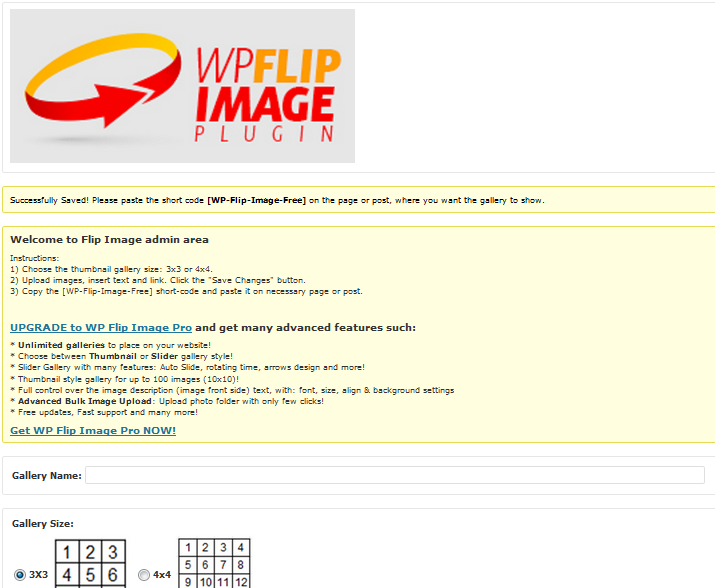 WPFLIP
IMAGE
PLUGIN
Successfully Saved! Please paste the short code [WP-Flip-Image-Free] on the page or post, where you want the gallery to show.
Welcome to Flip Image admin area
Instructions:
1) Choose the thumbnail gallery size: 3x3 or 4x4.
2) Upload images, insert text and link. Click the "Save Changes" button.
3) Copy the [WP-Flip-Image-Free] short-code and paste it on necessary page or post.
UPGRADE to WP Flip Image Pro and get many advanced features such:
* Unlimited galleries to place on your website!
* Choose between Thumbnail or Slider gallery style!
* Slider Gallery with many features: Auto Slide, rotating time, arrows design and more!
* Thumbnail style gallery for up to 100 images (10x10)!
* Full control over the image description (image front side) text, with: font, size, align & background settings
* Advanced Bulk Image Upload: Upload photo folder with only few clicks!
* Free updates, Fast support and many more!
Get WP Flip Image Pro NOW!
Gallery Name:
Gallery Size:
3X3
1 2 3
4 5 6
4x4
1 2 3 4
5 6 7 8
9 10 11 12